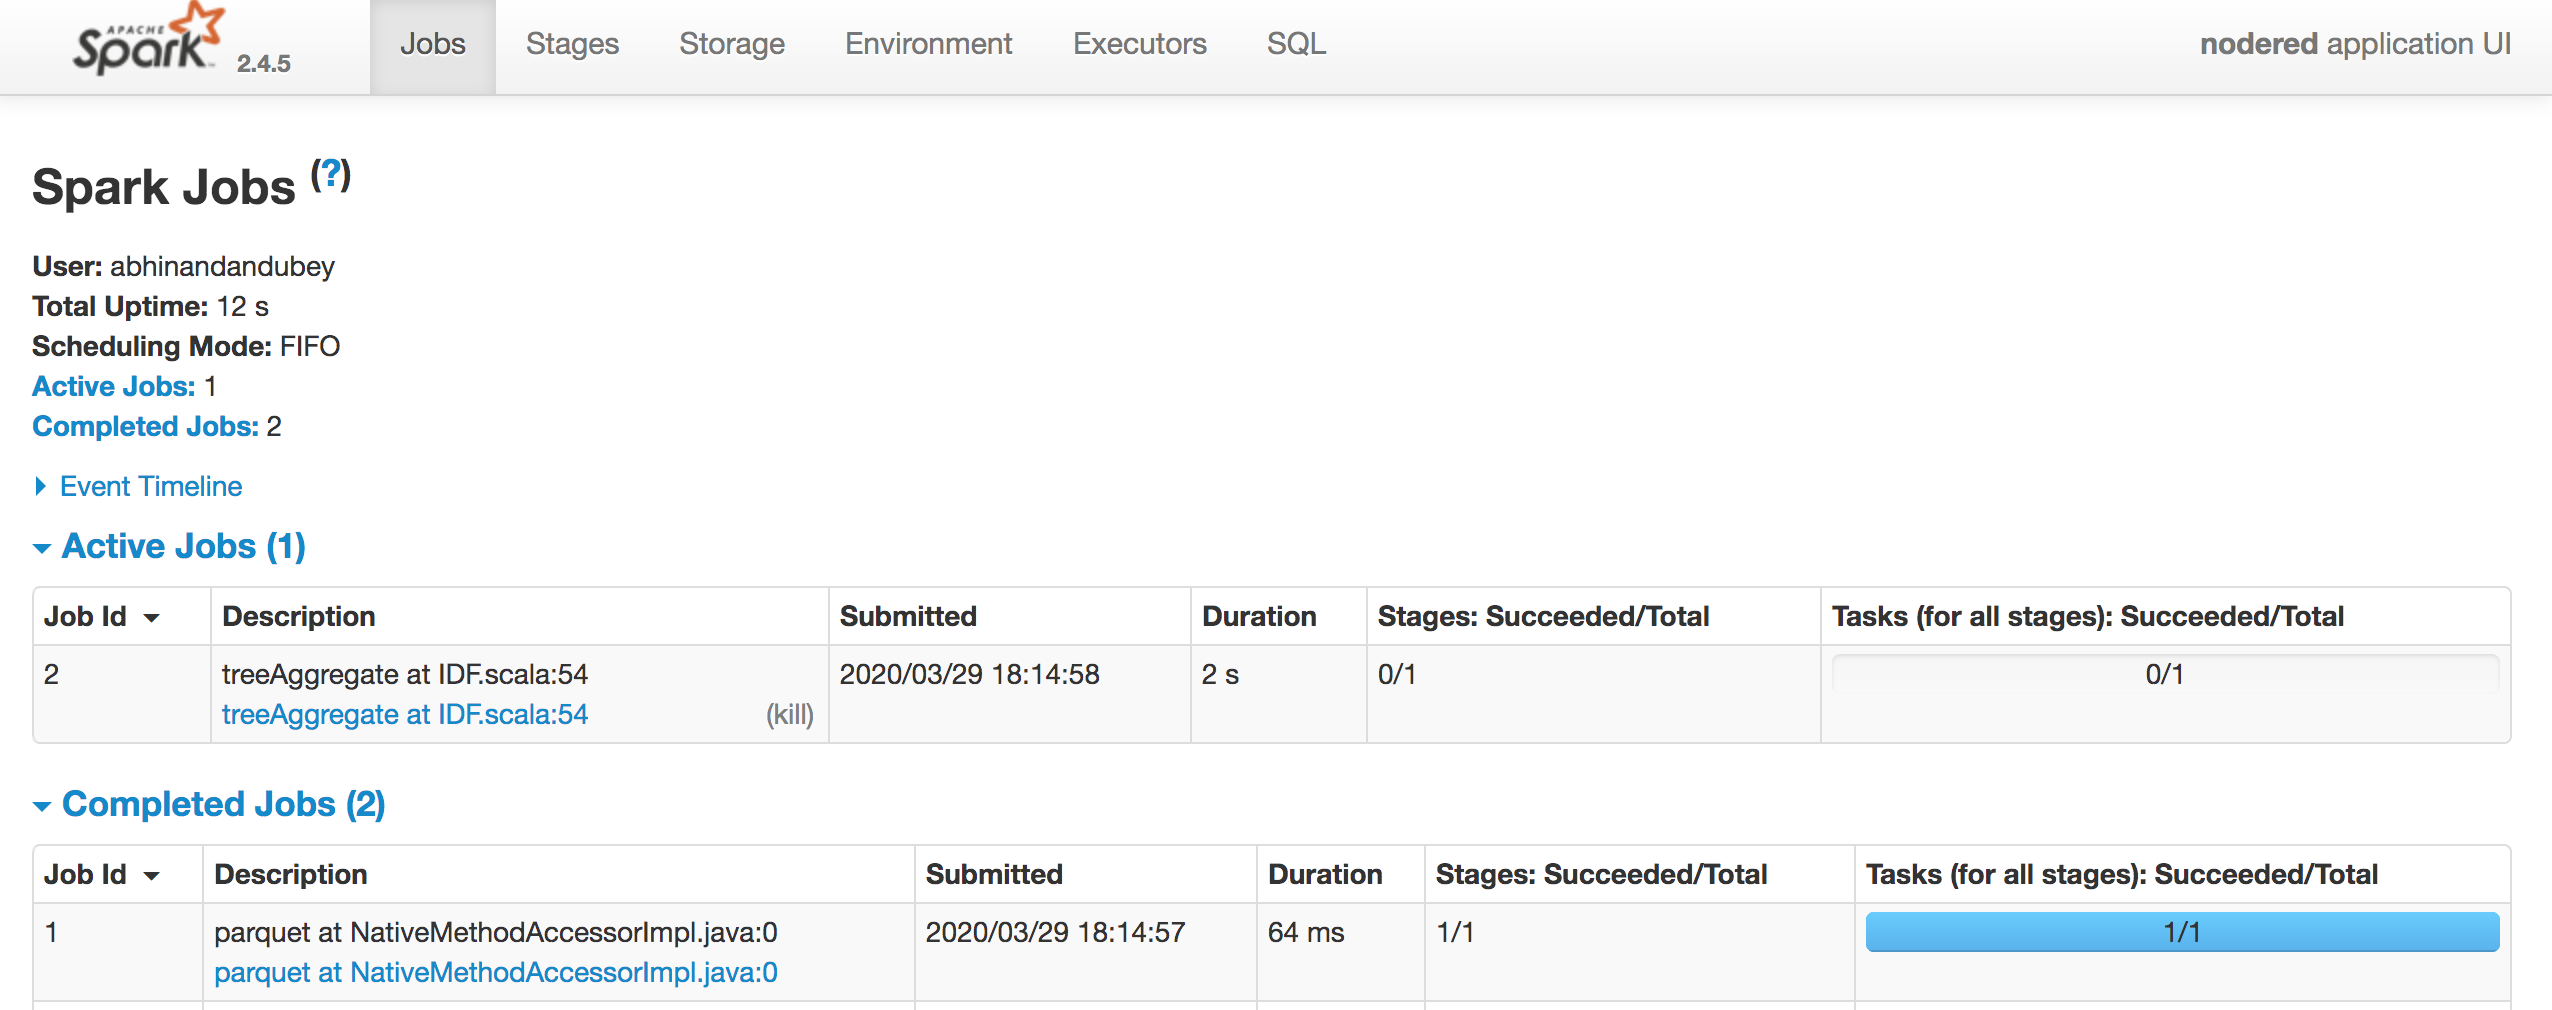 APACHE
Spark 2.4.5 Jobs Stages Storage Environment Executors SQL nodered application UI
Spark Jobs (?)
User: abhinandandubey
Total Uptime: 12 s
Scheduling Mode: FIFO
Active Jobs: 1
Completed Jobs: 2
Event Timeline
Active Jobs (1)
Job Id Description Submitted Duration Stages: Succeeded/Total Tasks (for all stages): Succeeded/Total
2 treeAggregate at IDF.scala:54 2020/03/29 18:14:58 2 s 0/1 0/1
treeAggregate at IDF.scala:54 (kill)
Completed Jobs (2)
Job Id Description Submitted Duration Stages: Succeeded/Total Tasks (for all stages): Succeeded/Total
1 parquet at NativeMethodAccessorImpl.java:0 2020/03/29 18:14:57 64 ms 1/1 1/1
parquet at NativeMethodAccessorImpl.java:0